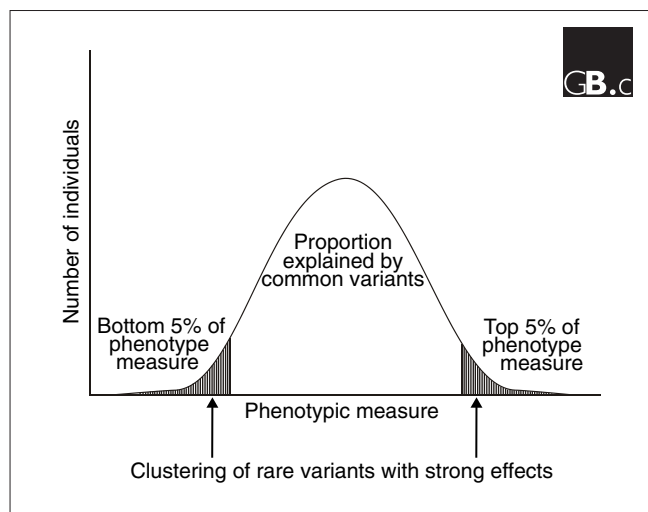 GB.c
Number of individuals
Proportion
explained by
common variants
Bottom 5% of
phenotype
measure
Top 5% of
phenotype
measure
Phenotypic measure
Clustering of rare variants with strong effects